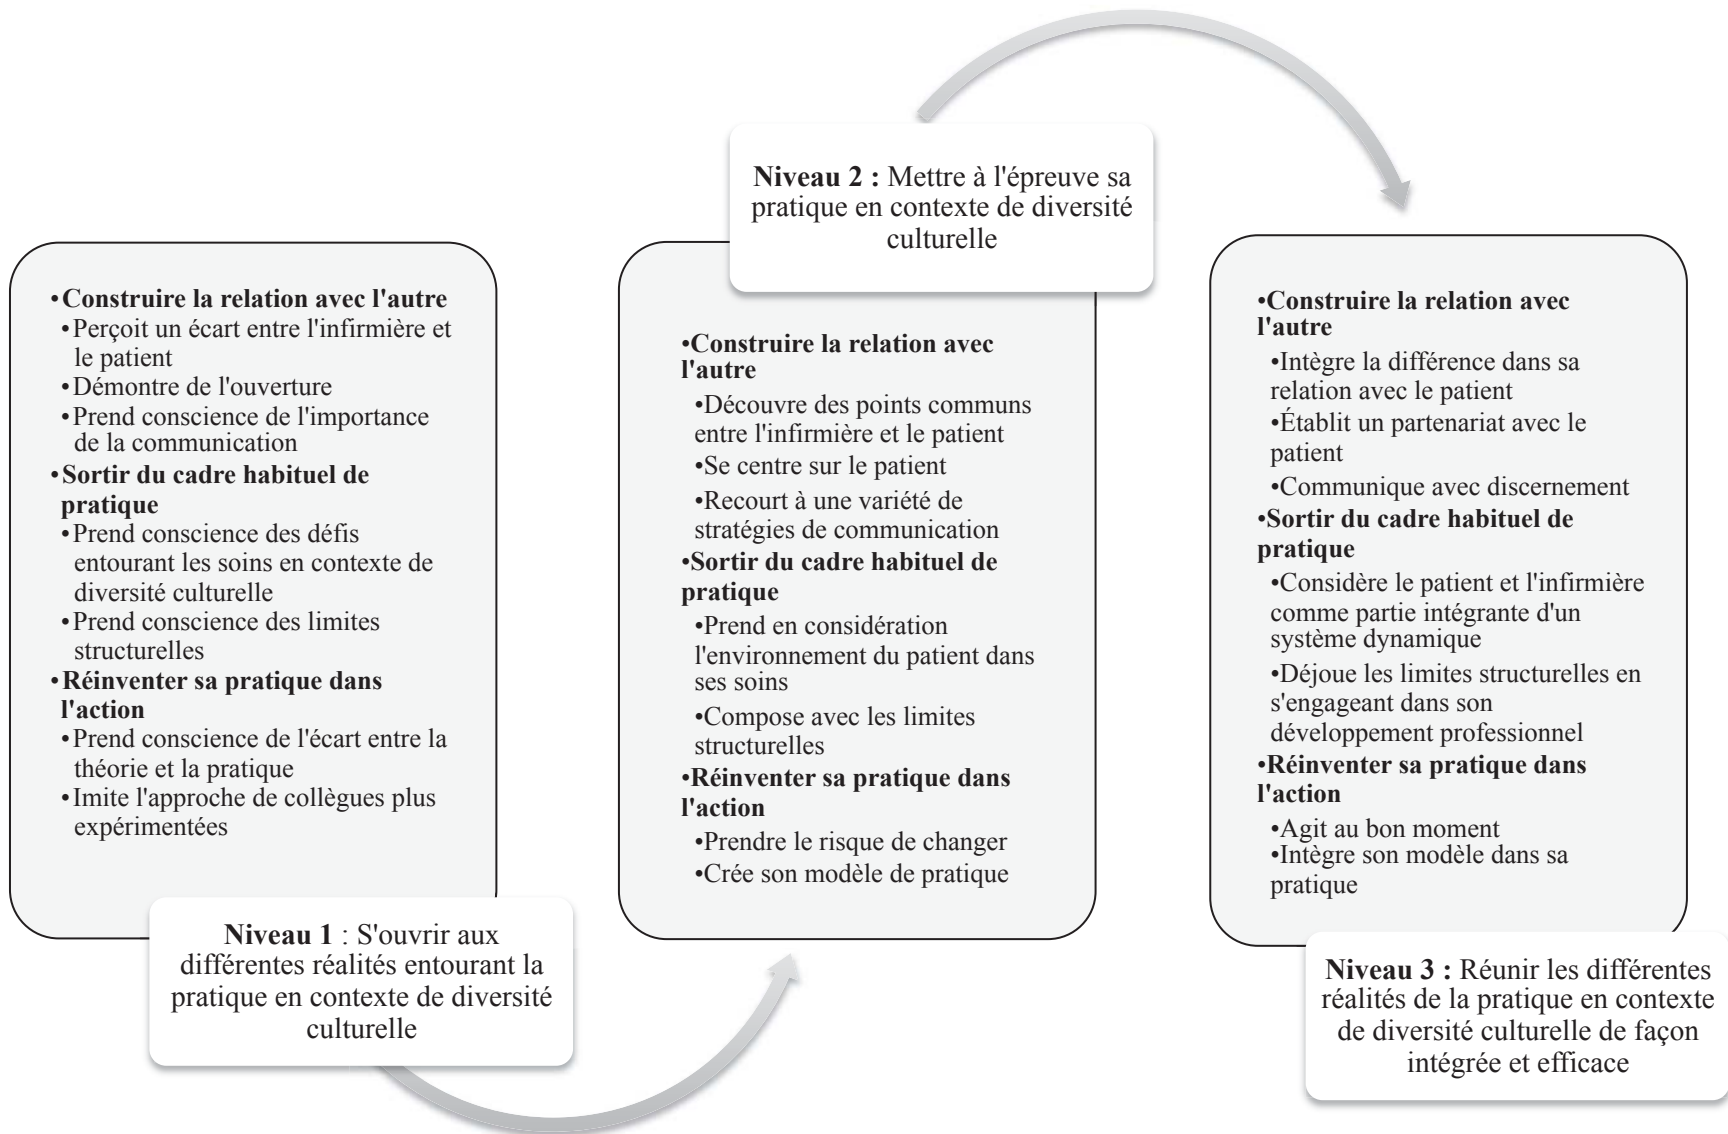 •Construire la relation avec l'autre
•Perçoit un écart entre l'infirmière et
le patient
•Démontre de l'ouverture
•Prend conscience de l'importance
de la communication
•Sortir du cadre habituel de
pratique
•Prend conscience des défis
entourant les soins en contexte de
diversité culturelle
•Prend conscience des limites
structurelles
•Réinventer sa pratique dans
l'action
•Prend conscience de l'écart entre la
théorie et la pratique
•Imite l'approche de collègues plus
expérimentées
Niveau 1 : S'ouvrir aux
différentes réalités entourant la
pratique en contexte de diversité
culturelle
Niveau 2 : Mettre à l'épreuve sa
pratique en contexte de diversité
culturelle
•Construire la relation avec
l'autre
•Découvre des points communs
entre l'infirmière et le patient
•Se centre sur le patient
•Recourt à une variété de
stratégies de communication
•Sortir du cadre habituel de
pratique
•Prend en considération
l'environnement du patient dans
ses soins
•Compose avec les limites
structurelles
•Réinventer sa pratique dans
l'action
•Prendre le risque de changer
•Crée son modèle de pratique
•Construire la relation avec
l'autre
•Intègre la différence dans sa
relation avec le patient
•Établit un partenariat avec le
patient
•Communique avec discernement
•Sortir du cadre habituel de
pratique
•Considère le patient et l'infirmière
comme partie intégrante d'un
système dynamique
•Déjoue les limites structurelles en
s'engageant dans son
développement professionnel
•Réinventer sa pratique dans
l'action
•Agit au bon moment
•Intègre son modèle dans sa
pratique
Niveau 3 : Réunir les différentes
réalités de la pratique en contexte
de diversité culturelle de façon
intégrée et efficace